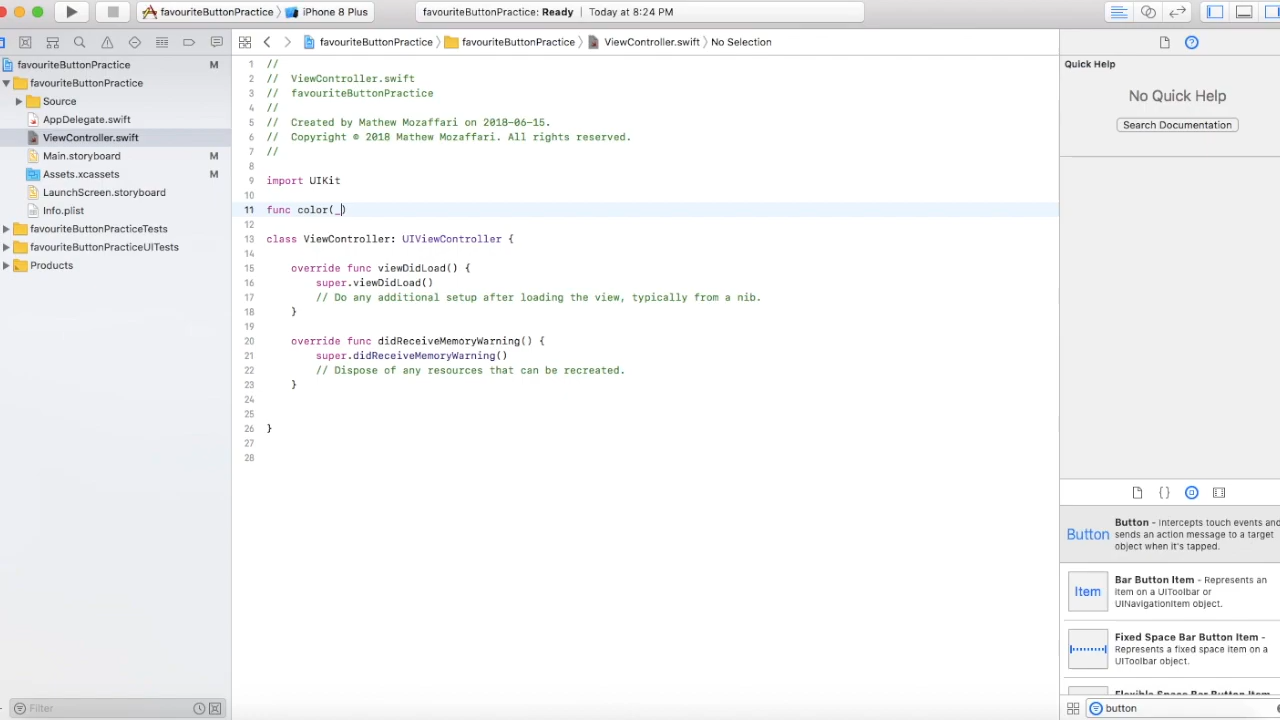 favouriteButtonPractice 〉 iPhone 8 Plus
favouriteButtonPractice: Ready | Today at 8:24 PM
favouriteButtonPractice 〉 favouriteButtonPractice 〉 ViewController.swift 〉 No Selection
favouriteButtonPractice M
favouriteButtonPractice
Source
AppDelegate.swift
ViewController.swift
Main.storyboard M
Assets.xcassets M
LaunchScreen.storyboard
Info.plist
favouriteButtonPracticeTests
favouriteButtonPracticeUITests
Products
Filter
1 //
2 //  ViewController.swift
3 //  favouriteButtonPractice
4 //
5 //  Created by Mathew Mozaffari on 2018-06-15.
6 //  Copyright © 2018 Mathew Mozaffari. All rights reserved.
7 //
8
9 import UIKit
10
11 func color(_)
12
13 class ViewController: UIViewController {
14
15     override func viewDidLoad() {
16         super.viewDidLoad()
17         // Do any additional setup after loading the view, typically from a nib.
18     }
19
20     override func didReceiveMemoryWarning() {
21         super.didReceiveMemoryWarning()
22         // Dispose of any resources that can be recreated.
23     }
24
25
26 }
27
28
Quick Help
No Quick Help
Search Documentation
{ }
Button
Button - Intercepts touch events and
sends an action message to a target
object when it's tapped.
Item
Bar Button Item - Represents an
item on a UIToolbar or
UINavigationItem object.
Fixed Space Bar Button Item -
Represents a fixed space item on a
UIToolbar object.
Flexible Space Bar Button Item
button